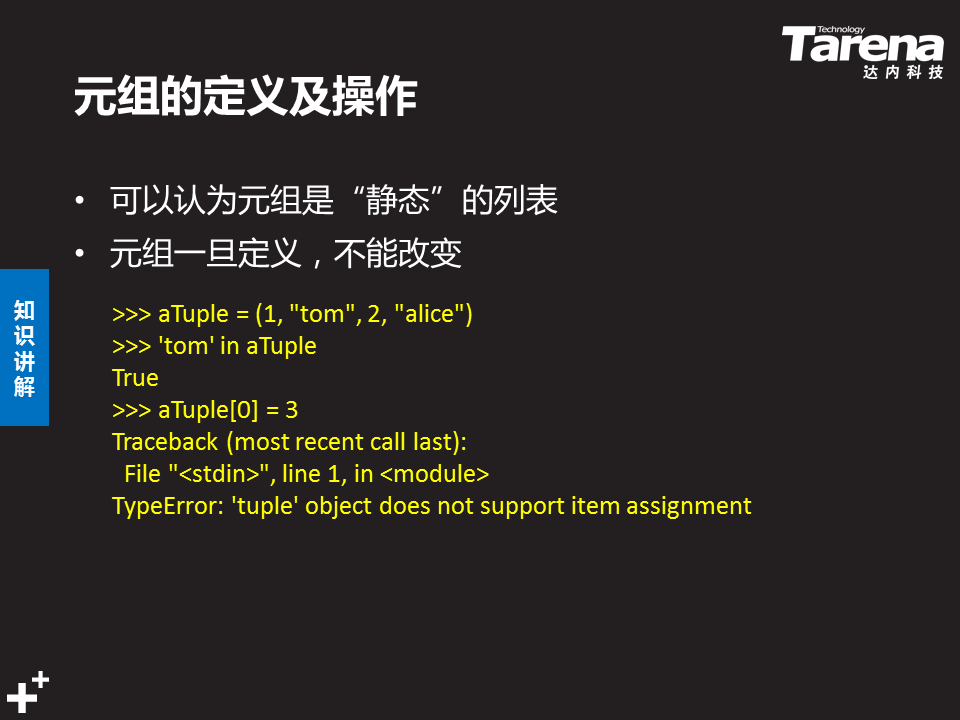 Technology
Tarena
达内科技
元组的定义及操作
• 可以认为元组是“静态”的列表
• 元组一旦定义，不能改变
知识讲解
>>> aTuple = (1, "tom", 2, "alice")
>>> 'tom' in aTuple
True
>>> aTuple[0] = 3
Traceback (most recent call last):
  File "<stdin>", line 1, in <module>
TypeError: 'tuple' object does not support item assignment